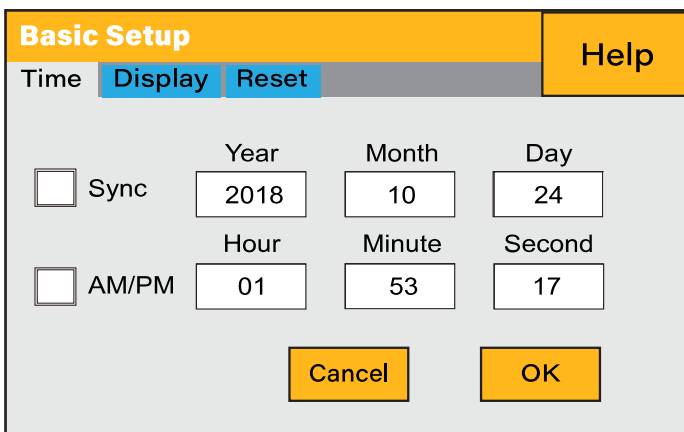 Basic Setup
Help
Time Display Reset
Year Month Day
Sync 2018 10 24
Hour Minute Second
AM/PM 01 53 17
Cancel OK